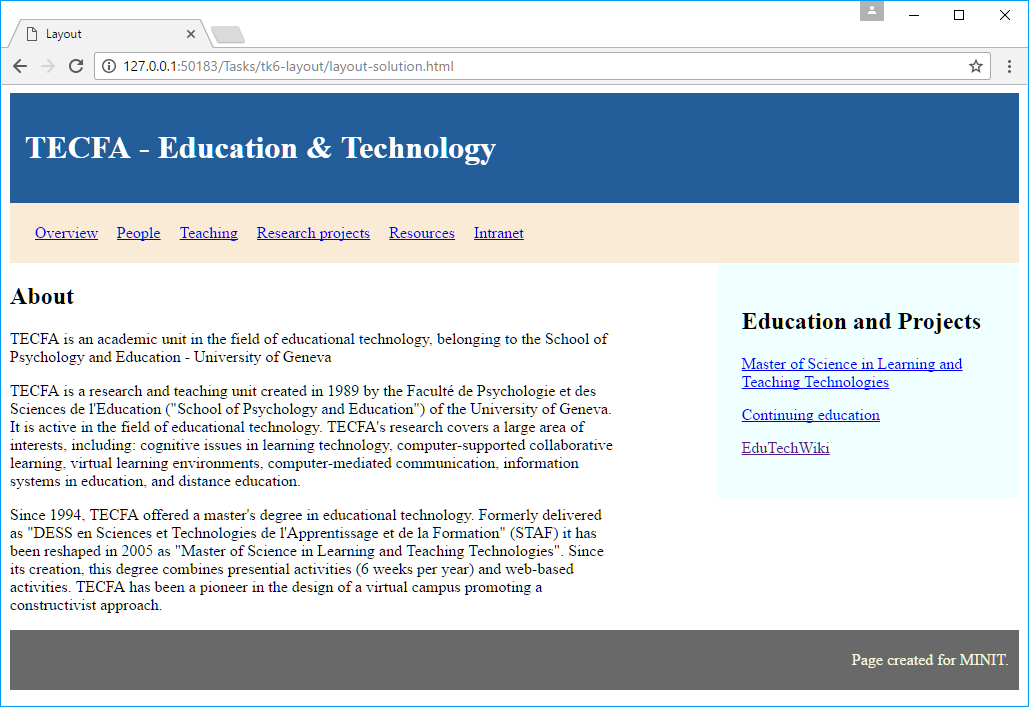 Layout
127.0.0.1:50183/Tasks/tk6-layout/layout-solution.html
TECFA - Education & Technology
Overview People Teaching Research projects Resources Intranet
About
TECFA is an academic unit in the field of educational technology, belonging to the School of
Psychology and Education - University of Geneva
TECFA is a research and teaching unit created in 1989 by the Faculté de Psychologie et des
Sciences de l'Education ("School of Psychology and Education") of the University of Geneva.
It is active in the field of educational technology. TECFA's research covers a large area of
interests, including: cognitive issues in learning technology, computer-supported collaborative
learning, virtual learning environments, computer-mediated communication, information
systems in education, and distance education.
Since 1994, TECFA offered a master's degree in educational technology. Formerly delivered
as "DESS en Sciences et Technologies de l'Apprentissage et de la Formation" (STAF) it has
been reshaped in 2005 as "Master of Science in Learning and Teaching Technologies". Since
its creation, this degree combines presential activities (6 weeks per year) and web-based
activities. TECFA has been a pioneer in the design of a virtual campus promoting a
constructivist approach.
Education and Projects
Master of Science in Learning and
Teaching Technologies
Continuing education
EduTechWiki
Page created for MINIT.